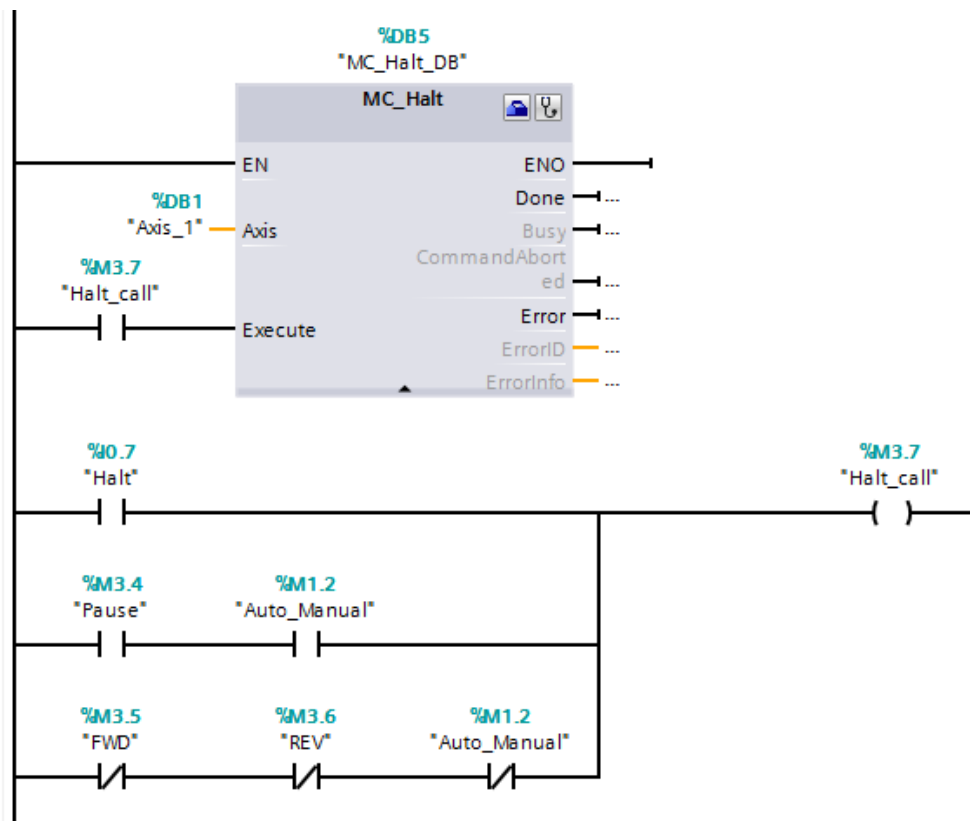 %DB5
"MC_Halt_DB"
MC_Halt
EN ENO
%DB1 Done ...
"Axis_1" Axis Busy ...
%M3.7 CommandAbort
"Halt_call" ed ...
Execute Error ...
ErrorID ...
ErrorInfo ...
%I0.7 %M3.7
"Halt" "Halt_call"
%M3.4 %M1.2
"Pause" "Auto_Manual"
%M3.5 %M3.6 %M1.2
"FWD" "REV" "Auto_Manual"